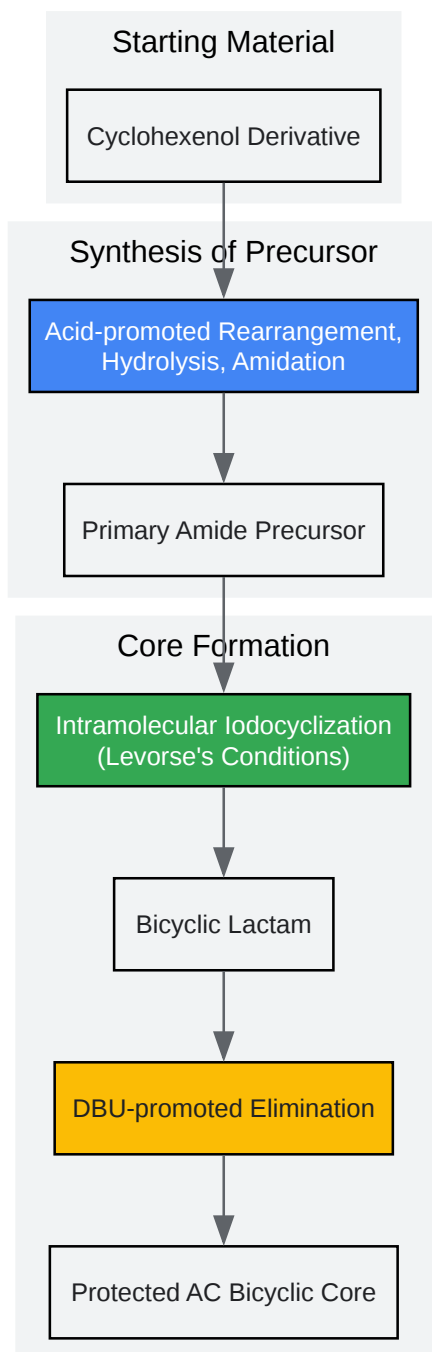 Starting Material
Cyclohexenol Derivative
Synthesis of Precursor
Acid-promoted Rearrangement,
Hydrolysis, Amidation
Primary Amide Precursor
Core Formation
Intramolecular Iodocyclization
(Levorse's Conditions)
Bicyclic Lactam
DBU-promoted Elimination
Protected AC Bicyclic Core